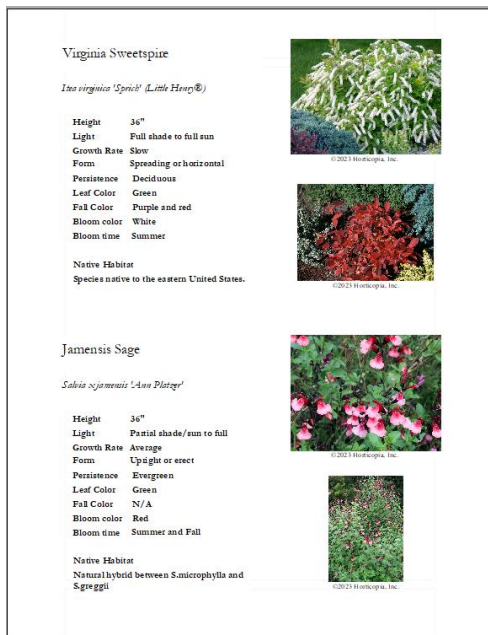 Virginia Sweetspire
Itea virginica 'Sprich' (Little Henry®)
Height 36"
Light Full shade to full sun
Growth Rate Slow
Form Spreading or horizontal
Persistence Deciduous
Leaf Color Green
Fall Color Purple and red
Bloom color White
Bloom time Summer
Native Habitat
Species native to the eastern United States.
©2023 Horticopia, Inc.
©2023 Horticopia, Inc.
Jamensis Sage
Salvia x jamensis 'Ann Platzer'
Height 36"
Light Partial shade/sun to full
Growth Rate Average
Form Upright or erect
Persistence Evergreen
Leaf Color Green
Fall Color N/A
Bloom color Red
Bloom time Summer and Fall
Native Habitat
Natural hybrid between S.microphylla and
S.greggii
©2023 Horticopia, Inc.
©2023 Horticopia, Inc.